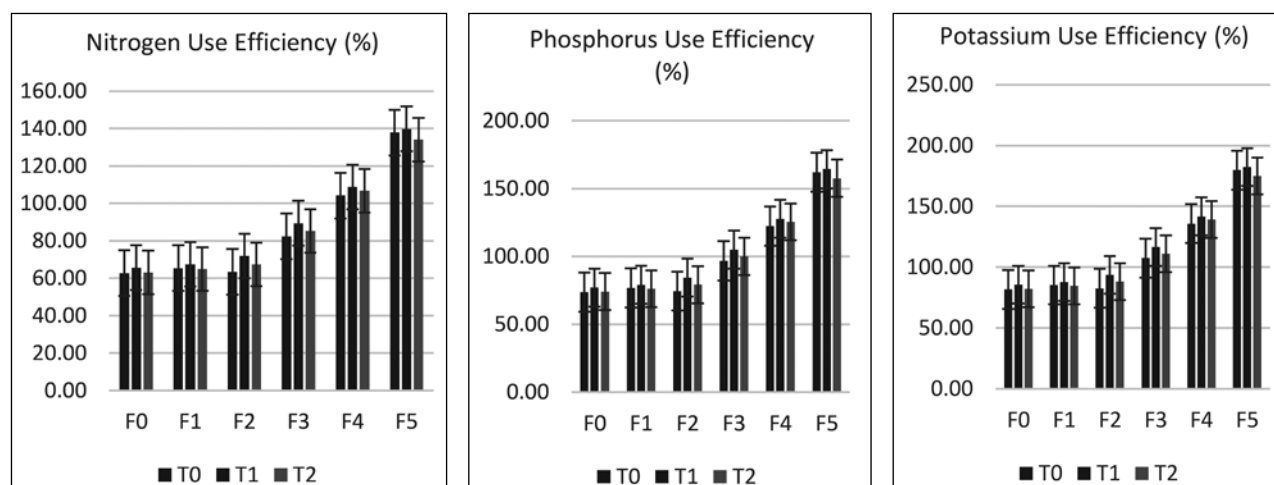 Nitrogen Use Efficiency (%)
160.00
140.00
120.00
100.00
80.00
60.00
40.00
20.00
0.00
F0 F1 F2 F3 F4 F5
T0 T1 T2
Phosphorus Use Efficiency
(%)
200.00
150.00
100.00
50.00
0.00
F0 F1 F2 F3 F4 F5
T0 T1 T2
Potassium Use Efficiency (%)
250.00
200.00
150.00
100.00
50.00
0.00
F0 F1 F2 F3 F4 F5
T0 T1 T2